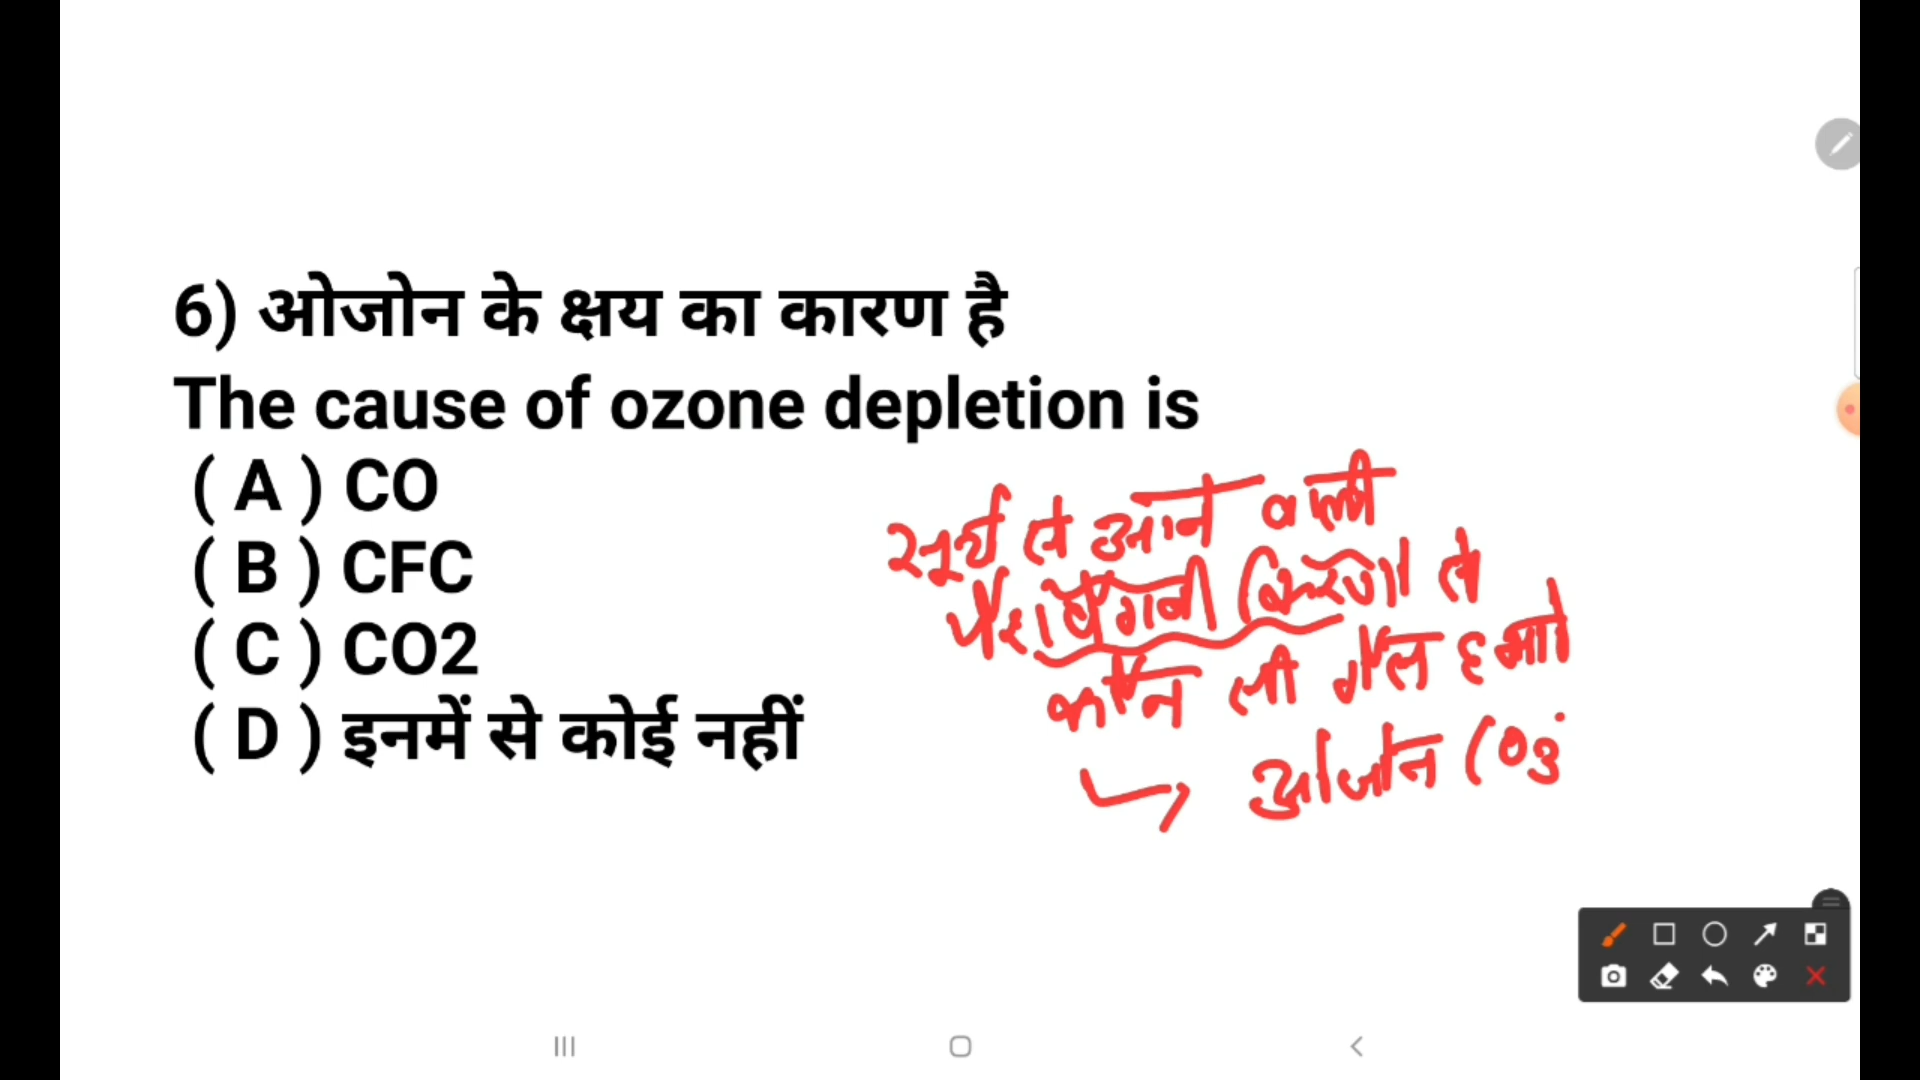 6) ओजोन के क्षय का कारण है
The cause of ozone depletion is
( A ) CO
( B ) CFC
( C ) CO2
( D ) इनमें से कोई नहीं
सूर्य से आने वाली
पैराबैंगनी किरणों से
कौन सी गैस हमारे
ओजोन (O3